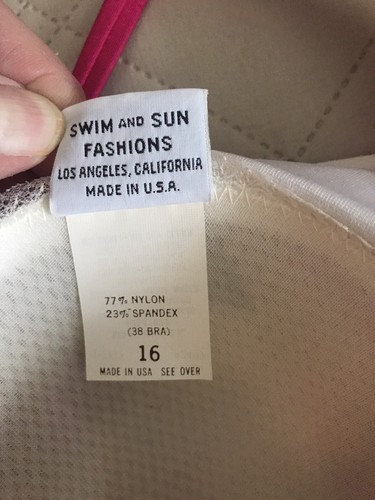 SWIM AND SUN
FASHIONS
LOS ANGELES, CALIFORNIA
MADE IN U.S.A.
77% NYLON
23% SPANDEX
(38 BRA)
16
MADE IN USA SEE OVER